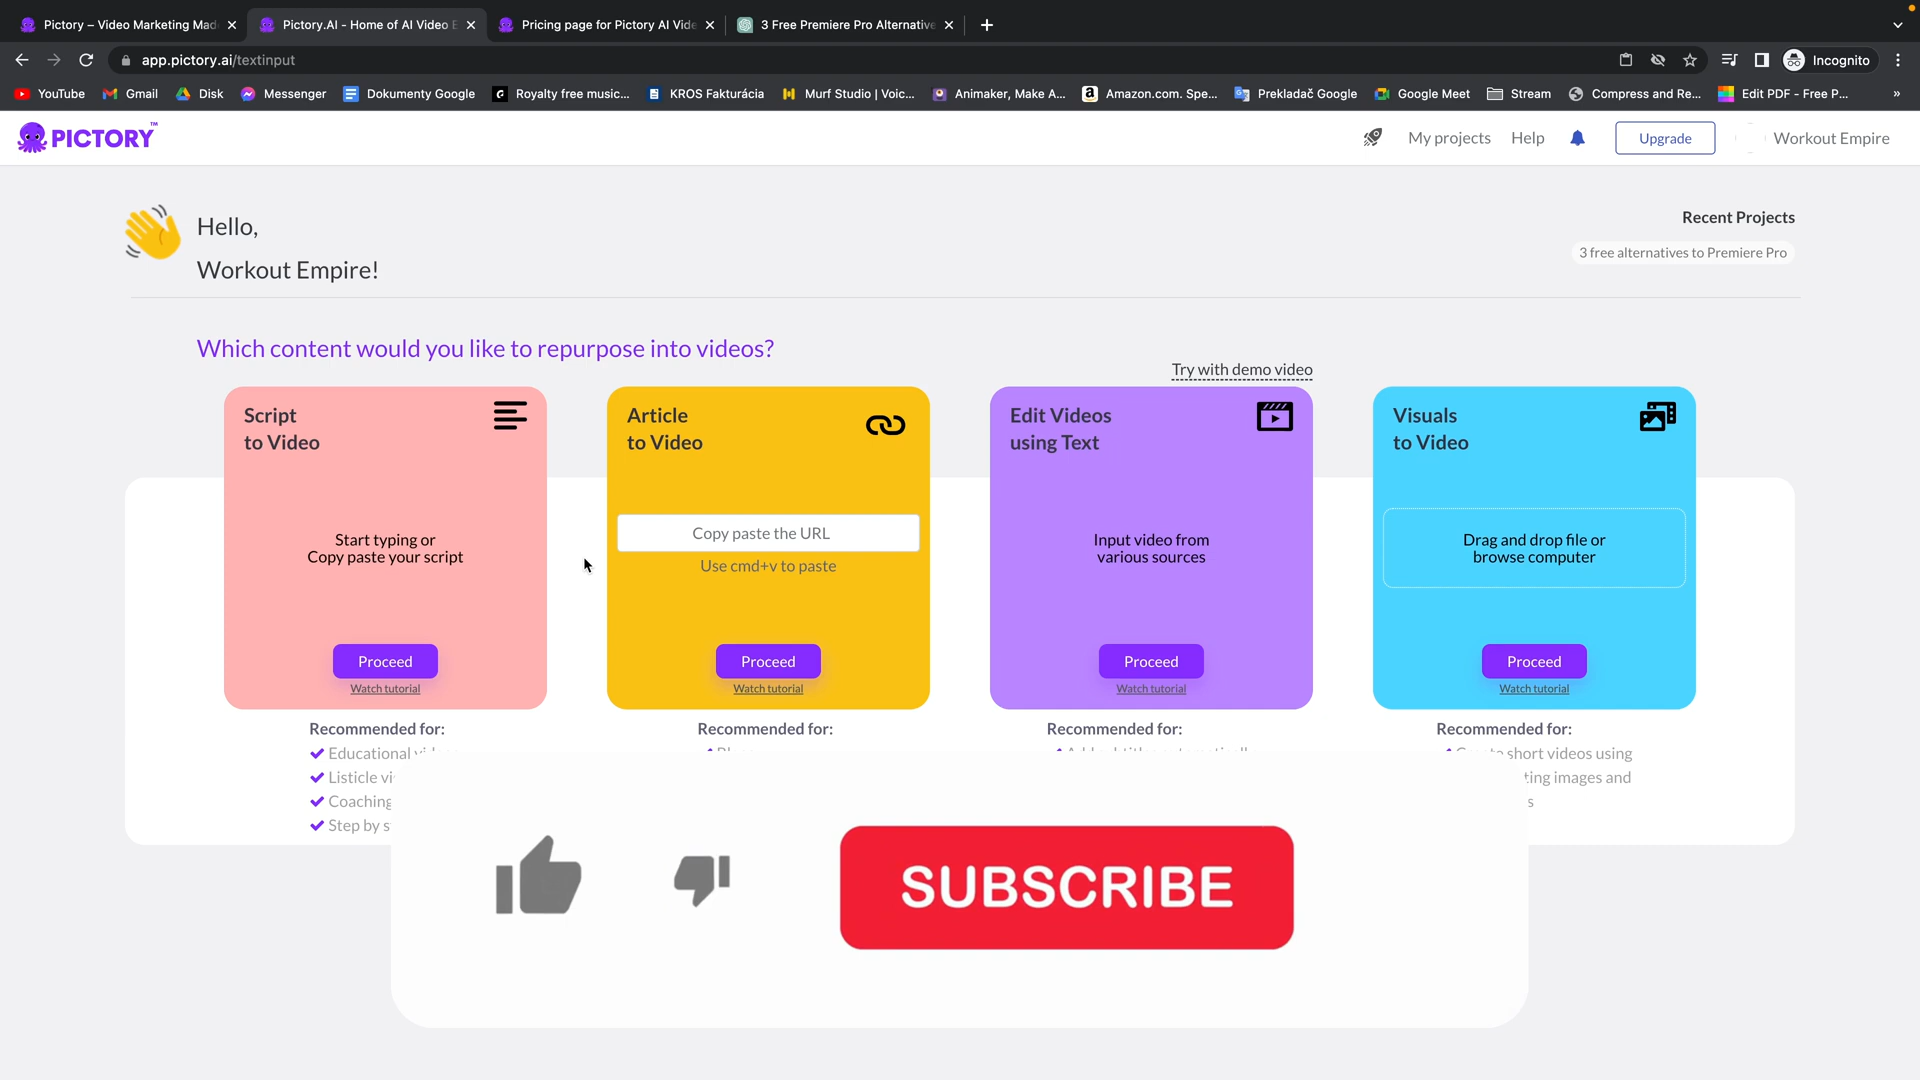 Pictory – Video Marketing Mad
Pictory.AI - Home of AI Video E
Pricing page for Pictory AI Vide
3 Free Premiere Pro Alternative
app.pictory.ai/textinput
Incognito
YouTube
Gmail
Disk
Messenger
Dokumenty Google
Royalty free music...
KROS Fakturácia
Murf Studio | Voic...
Animaker, Make A...
Amazon.com. Spe...
Prekladač Google
Google Meet
Stream
Compress and Re...
Edit PDF - Free P...
PICTORY™
My projects
Help
Upgrade
Workout Empire
Hello,
Workout Empire!
Recent Projects
3 free alternatives to Premiere Pro
Which content would you like to repurpose into videos?
Try with demo video
Script
to Video
Start typing or
Copy paste your script
Proceed
Watch tutorial
Article
to Video
Copy paste the URL
Use cmd+v to paste
Proceed
Watch tutorial
Edit Videos
using Text
Input video from
various sources
Proceed
Watch tutorial
Visuals
to Video
Drag and drop file or
browse computer
Proceed
Watch tutorial
Recommended for:
Educational
Listicle
Coaching
Step by
Recommended for:
Recommended for:
Recommended for:
short videos using
images and
SUBSCRIBE